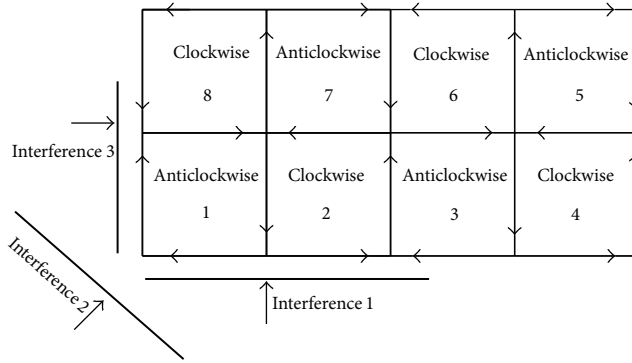 Clockwise
Anticlockwise
Clockwise
Anticlockwise
8
7
6
5
Interference 3
Anticlockwise
Clockwise
Anticlockwise
Clockwise
1
2
3
4
Interference 2
Interference 1